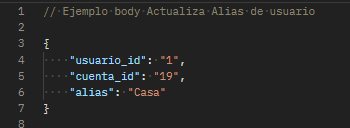 1 // Ejemplo body Actualiza Alias de usuario
2
3 {
4 "usuario_id": "1",
5 "cuenta_id": "19",
6 "alias": "Casa"
7 }
8